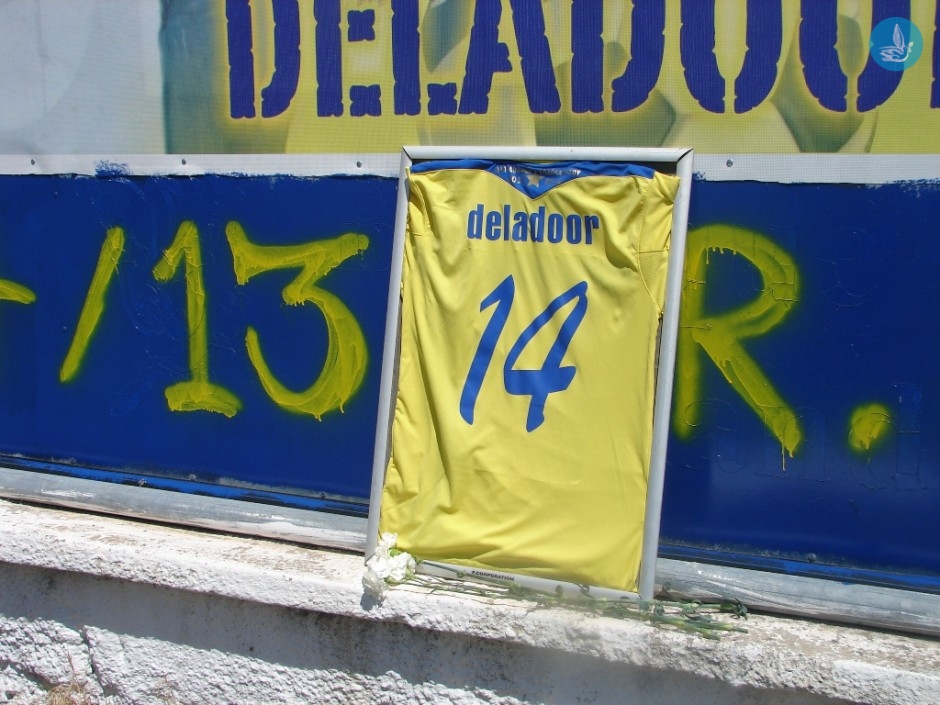 DELADOOR
deladoor
14
-/13 R.